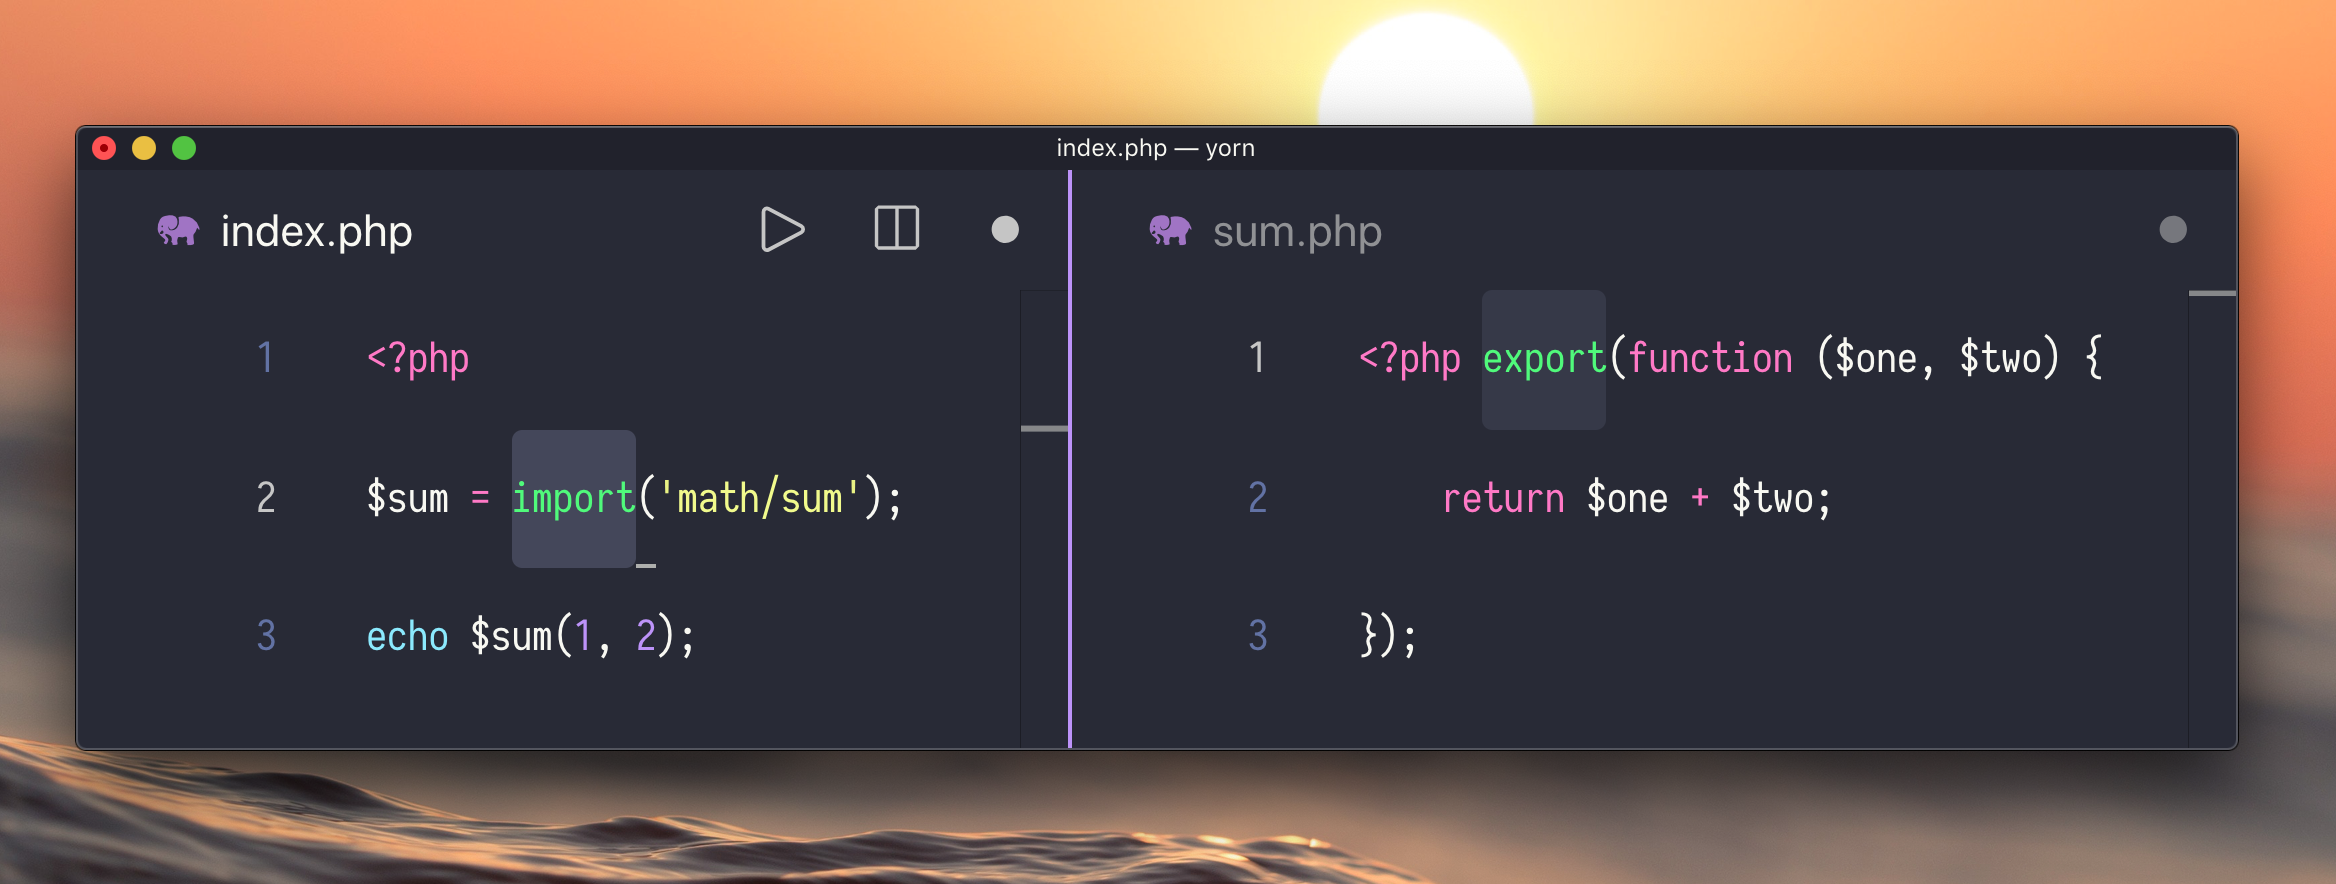 index.php — yorn
index.php
1 <?php
2 $sum = import('math/sum');
3 echo $sum(1, 2);
sum.php
1 <?php export(function ($one, $two) {
2 return $one + $two;
3 });